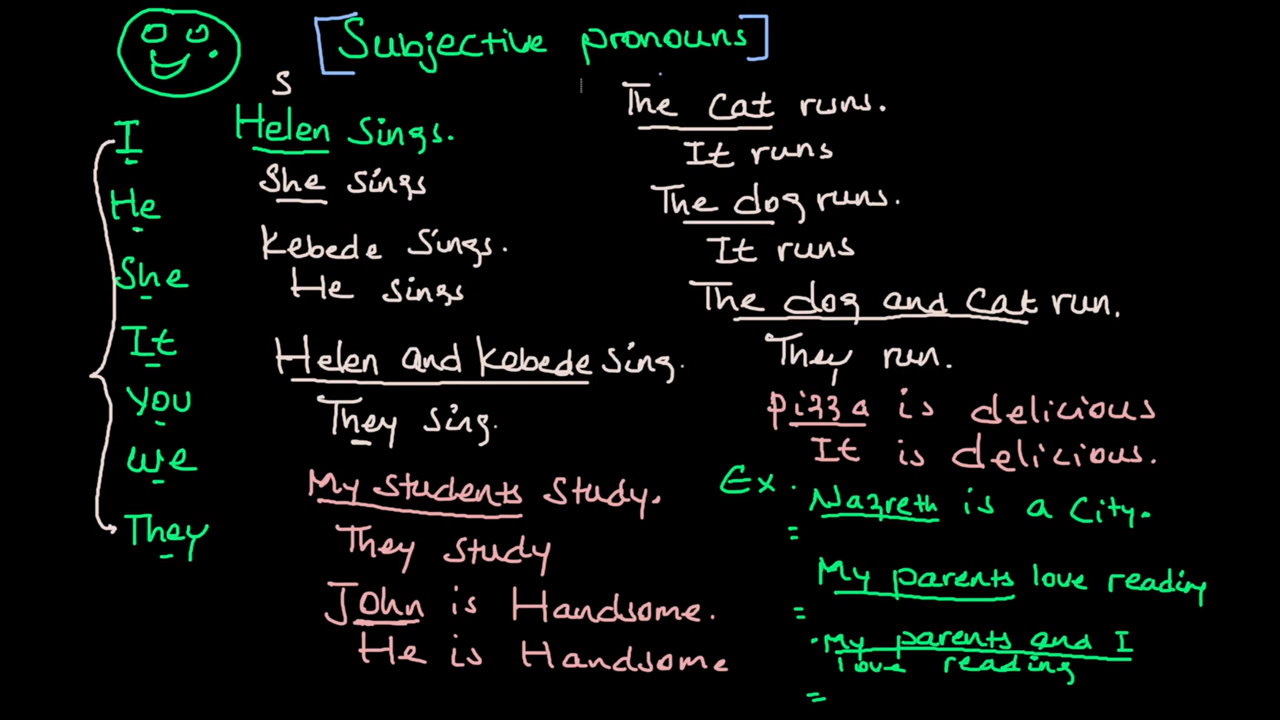 [Subjective pronouns]
I
He
She
It
you
we
They
S
Helen sings.
She sings
Kebede Sings.
He sings
Helen and Kebede sing.
They sing.
My students study.
They study
John is Handsome.
He is Handsome
The cat runs.
It runs
The dog runs.
It runs
The dog and cat run.
They run.
pizza is delicious
It is delicious.
Ex.
Nazreth is a City.
=
My parents love reading
=
My parents and I
love reading
=